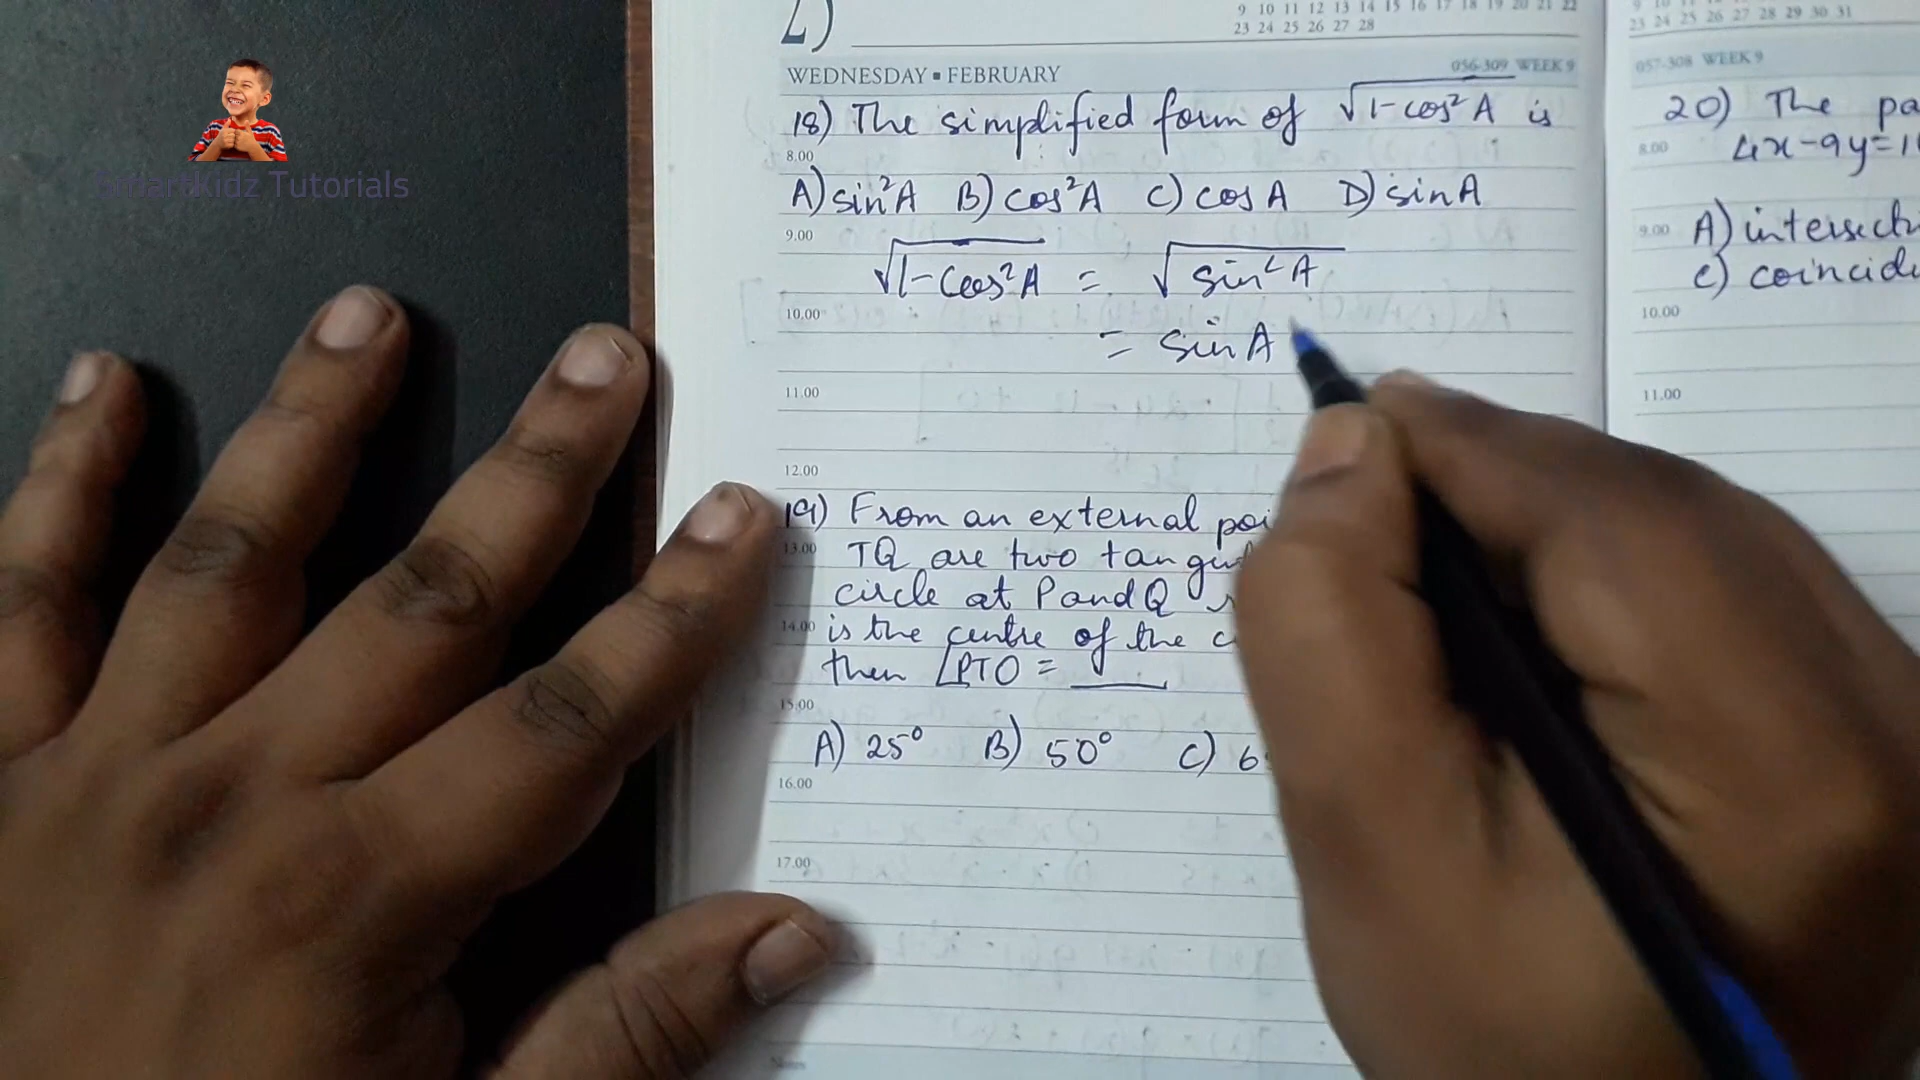 SmartKidz Tutorials
9 10 11 12 13 14 15 16 17 18 19 20 21 22
23 24 25 26 27 28
WEDNESDAY ▪ FEBRUARY
056-309 WEEK 9
18) The simplified form of √1-cos²A is
8.00
A) sin²A B) cos²A C) cos A D) sin A
9.00
√1-cos²A = √sin²A
10.00
= sin A
11.00
12.00
19) From an external
13.00
TQ are two
circle at P and Q
14.00
is the centre of the
then ∠PTO = ____
15.00
A) 25° B) 50° C)
16.00
17.00
Notes
23 24 25 26 27 28 29 30 31
057-308 WEEK 9
20) The
8.00
4x-9y=
9.00
A)
C)
10.00
11.00